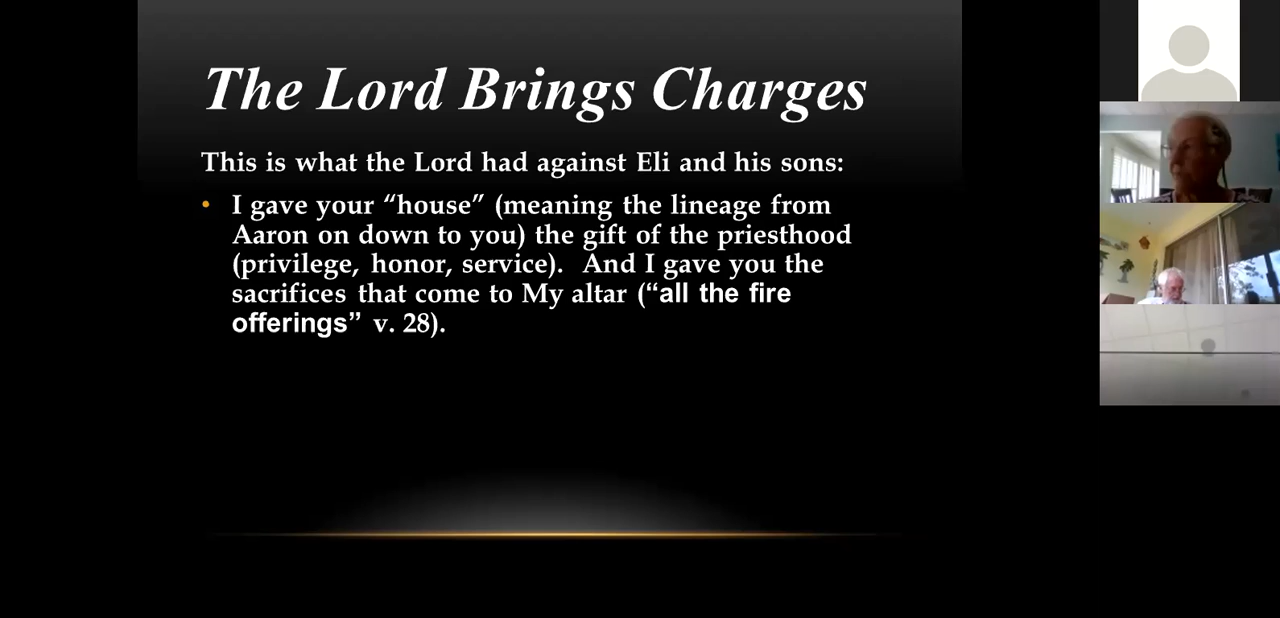 The Lord Brings Charges
This is what the Lord had against Eli and his sons:
• I gave your “house” (meaning the lineage from
Aaron on down to you) the gift of the priesthood
(privilege, honor, service).  And I gave you the
sacrifices that come to My altar (“all the fire
offerings” v. 28).